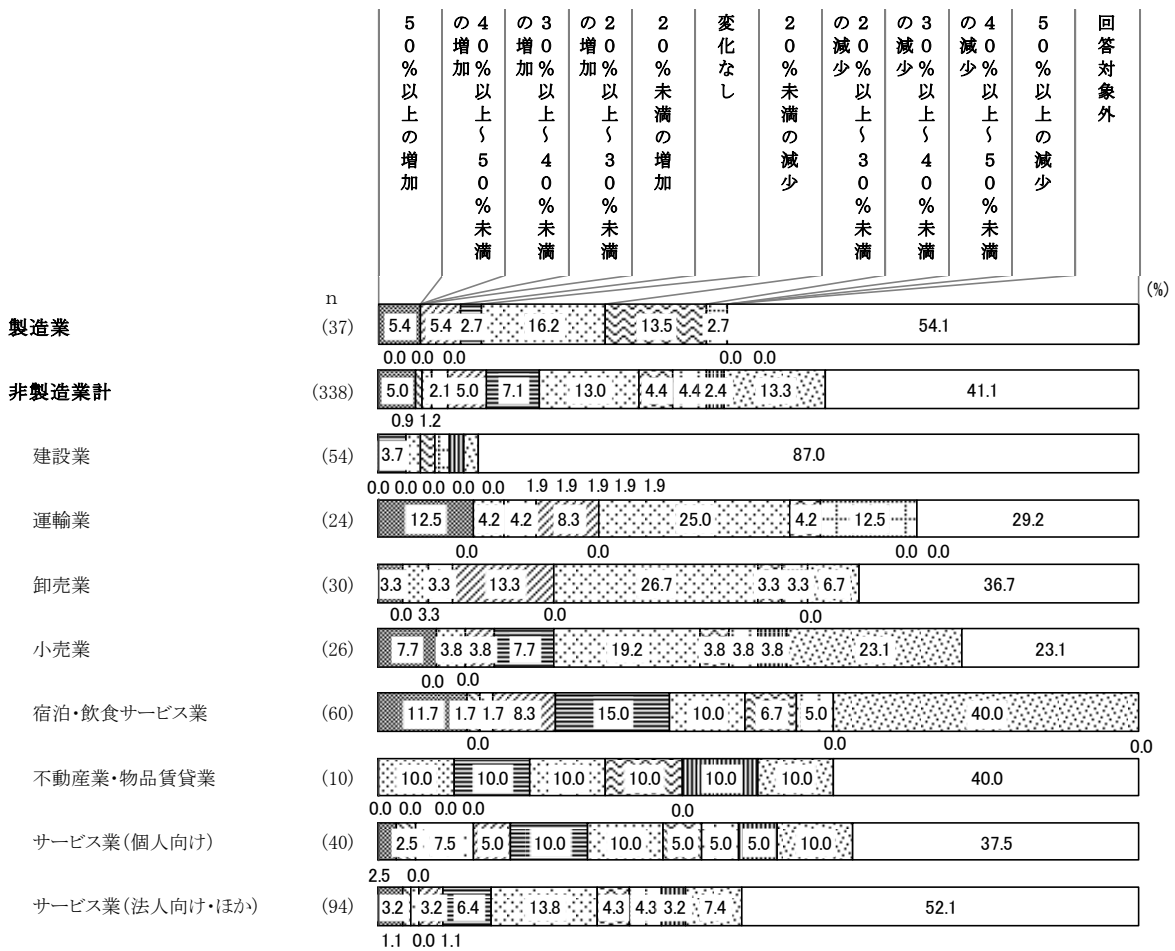 50%以上の増加
40%以上~50%未満の増加
30%以上~40%未満の増加
20%以上~30%未満の増加
20%未満の増加
変化なし
20%未満の減少
20%以上~30%未満の減少
30%以上~40%未満の減少
40%以上~50%未満の減少
50%以上の減少
回答対象外
n (%)
製造業 (37) 5.4 5.4 2.7 16.2 13.5 2.7 54.1
0.0 0.0 0.0 0.0 0.0
非製造業計 (338) 5.0 2.1 5.0 7.1 13.0 4.4 4.4 2.4 13.3 41.1
0.9 1.2
建設業 (54) 3.7 87.0
0.0 0.0 0.0 0.0 0.0 1.9 1.9 1.9 1.9 1.9
運輸業 (24) 12.5 4.2 4.2 8.3 25.0 4.2 12.5 29.2
0.0 0.0 0.0 0.0
卸売業 (30) 3.3 3.3 13.3 26.7 3.3 3.3 6.7 36.7
0.0 3.3 0.0 0.0
小売業 (26) 7.7 3.8 3.8 7.7 19.2 3.8 3.8 3.8 23.1 23.1
0.0 0.0
宿泊・飲食サービス業 (60) 11.7 1.7 1.7 8.3 15.0 10.0 6.7 5.0 40.0
0.0 0.0 0.0
不動産業・物品賃貸業 (10) 10.0 10.0 10.0 10.0 10.0 10.0 40.0
0.0 0.0 0.0 0.0 0.0
サービス業(個人向け) (40) 2.5 7.5 5.0 10.0 10.0 5.0 5.0 5.0 10.0 37.5
2.5 0.0
サービス業(法人向け・ほか) (94) 3.2 3.2 6.4 13.8 4.3 4.3 3.2 7.4 52.1
1.1 0.0 1.1